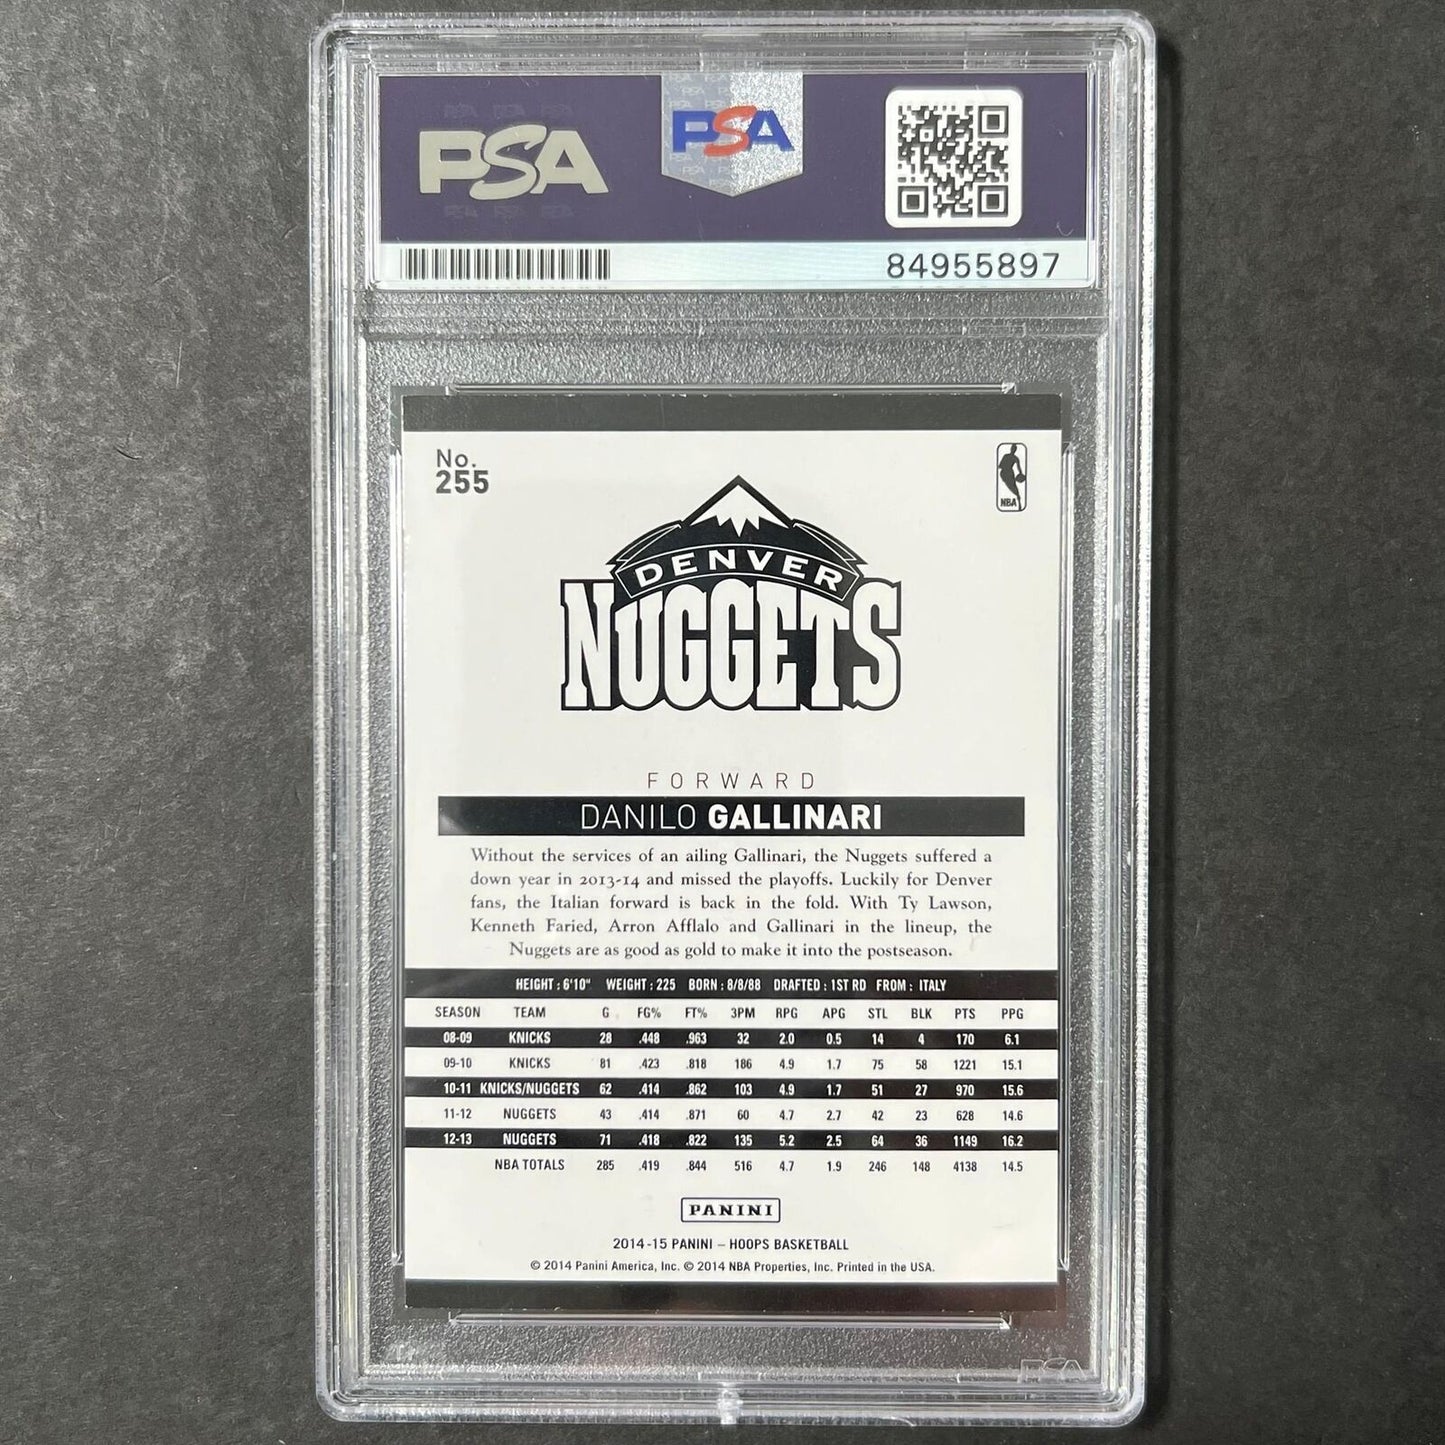 PSA
PSA
84955897
No.
255
NBA
DENVER
NUGGETS
FORWARD
DANILO GALLINARI
Without the services of an ailing Gallinari, the Nuggets suffered a
down year in 2013-14 and missed the playoffs. Luckily for Denver
fans, the Italian forward is back in the fold. With Ty Lawson,
Kenneth Faried, Arron Afflalo and Gallinari in the lineup, the
Nuggets are as good as gold to make it into the postseason.
HEIGHT : 6'10" WEIGHT : 225 BORN : 8/8/88 DRAFTED : 1ST RD FROM : ITALY
SEASON TEAM G FG% FT% 3PM RPG APG STL BLK PTS PPG
08-09 KNICKS 28 .448 .963 32 2.0 0.5 14 4 170 6.1
09-10 KNICKS 81 .423 .818 186 4.9 1.7 75 58 1221 15.1
10-11 KNICKS/NUGGETS 62 .414 .862 103 4.9 1.7 51 27 970 15.6
11-12 NUGGETS 43 .414 .871 60 4.7 2.7 42 23 628 14.6
12-13 NUGGETS 71 .418 .822 135 5.2 2.5 64 36 1149 16.2
NBA TOTALS 285 .419 .844 516 4.7 1.9 246 148 4138 14.5
PANINI
2014-15 PANINI – HOOPS BASKETBALL
© 2014 Panini America, Inc. © 2014 NBA Properties, Inc. Printed in the USA.
PSA